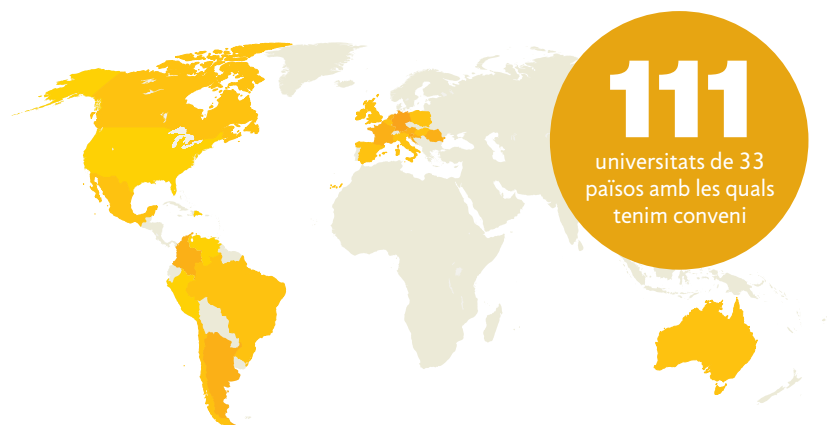 111
universitats de 33
països amb les quals
tenim conveni